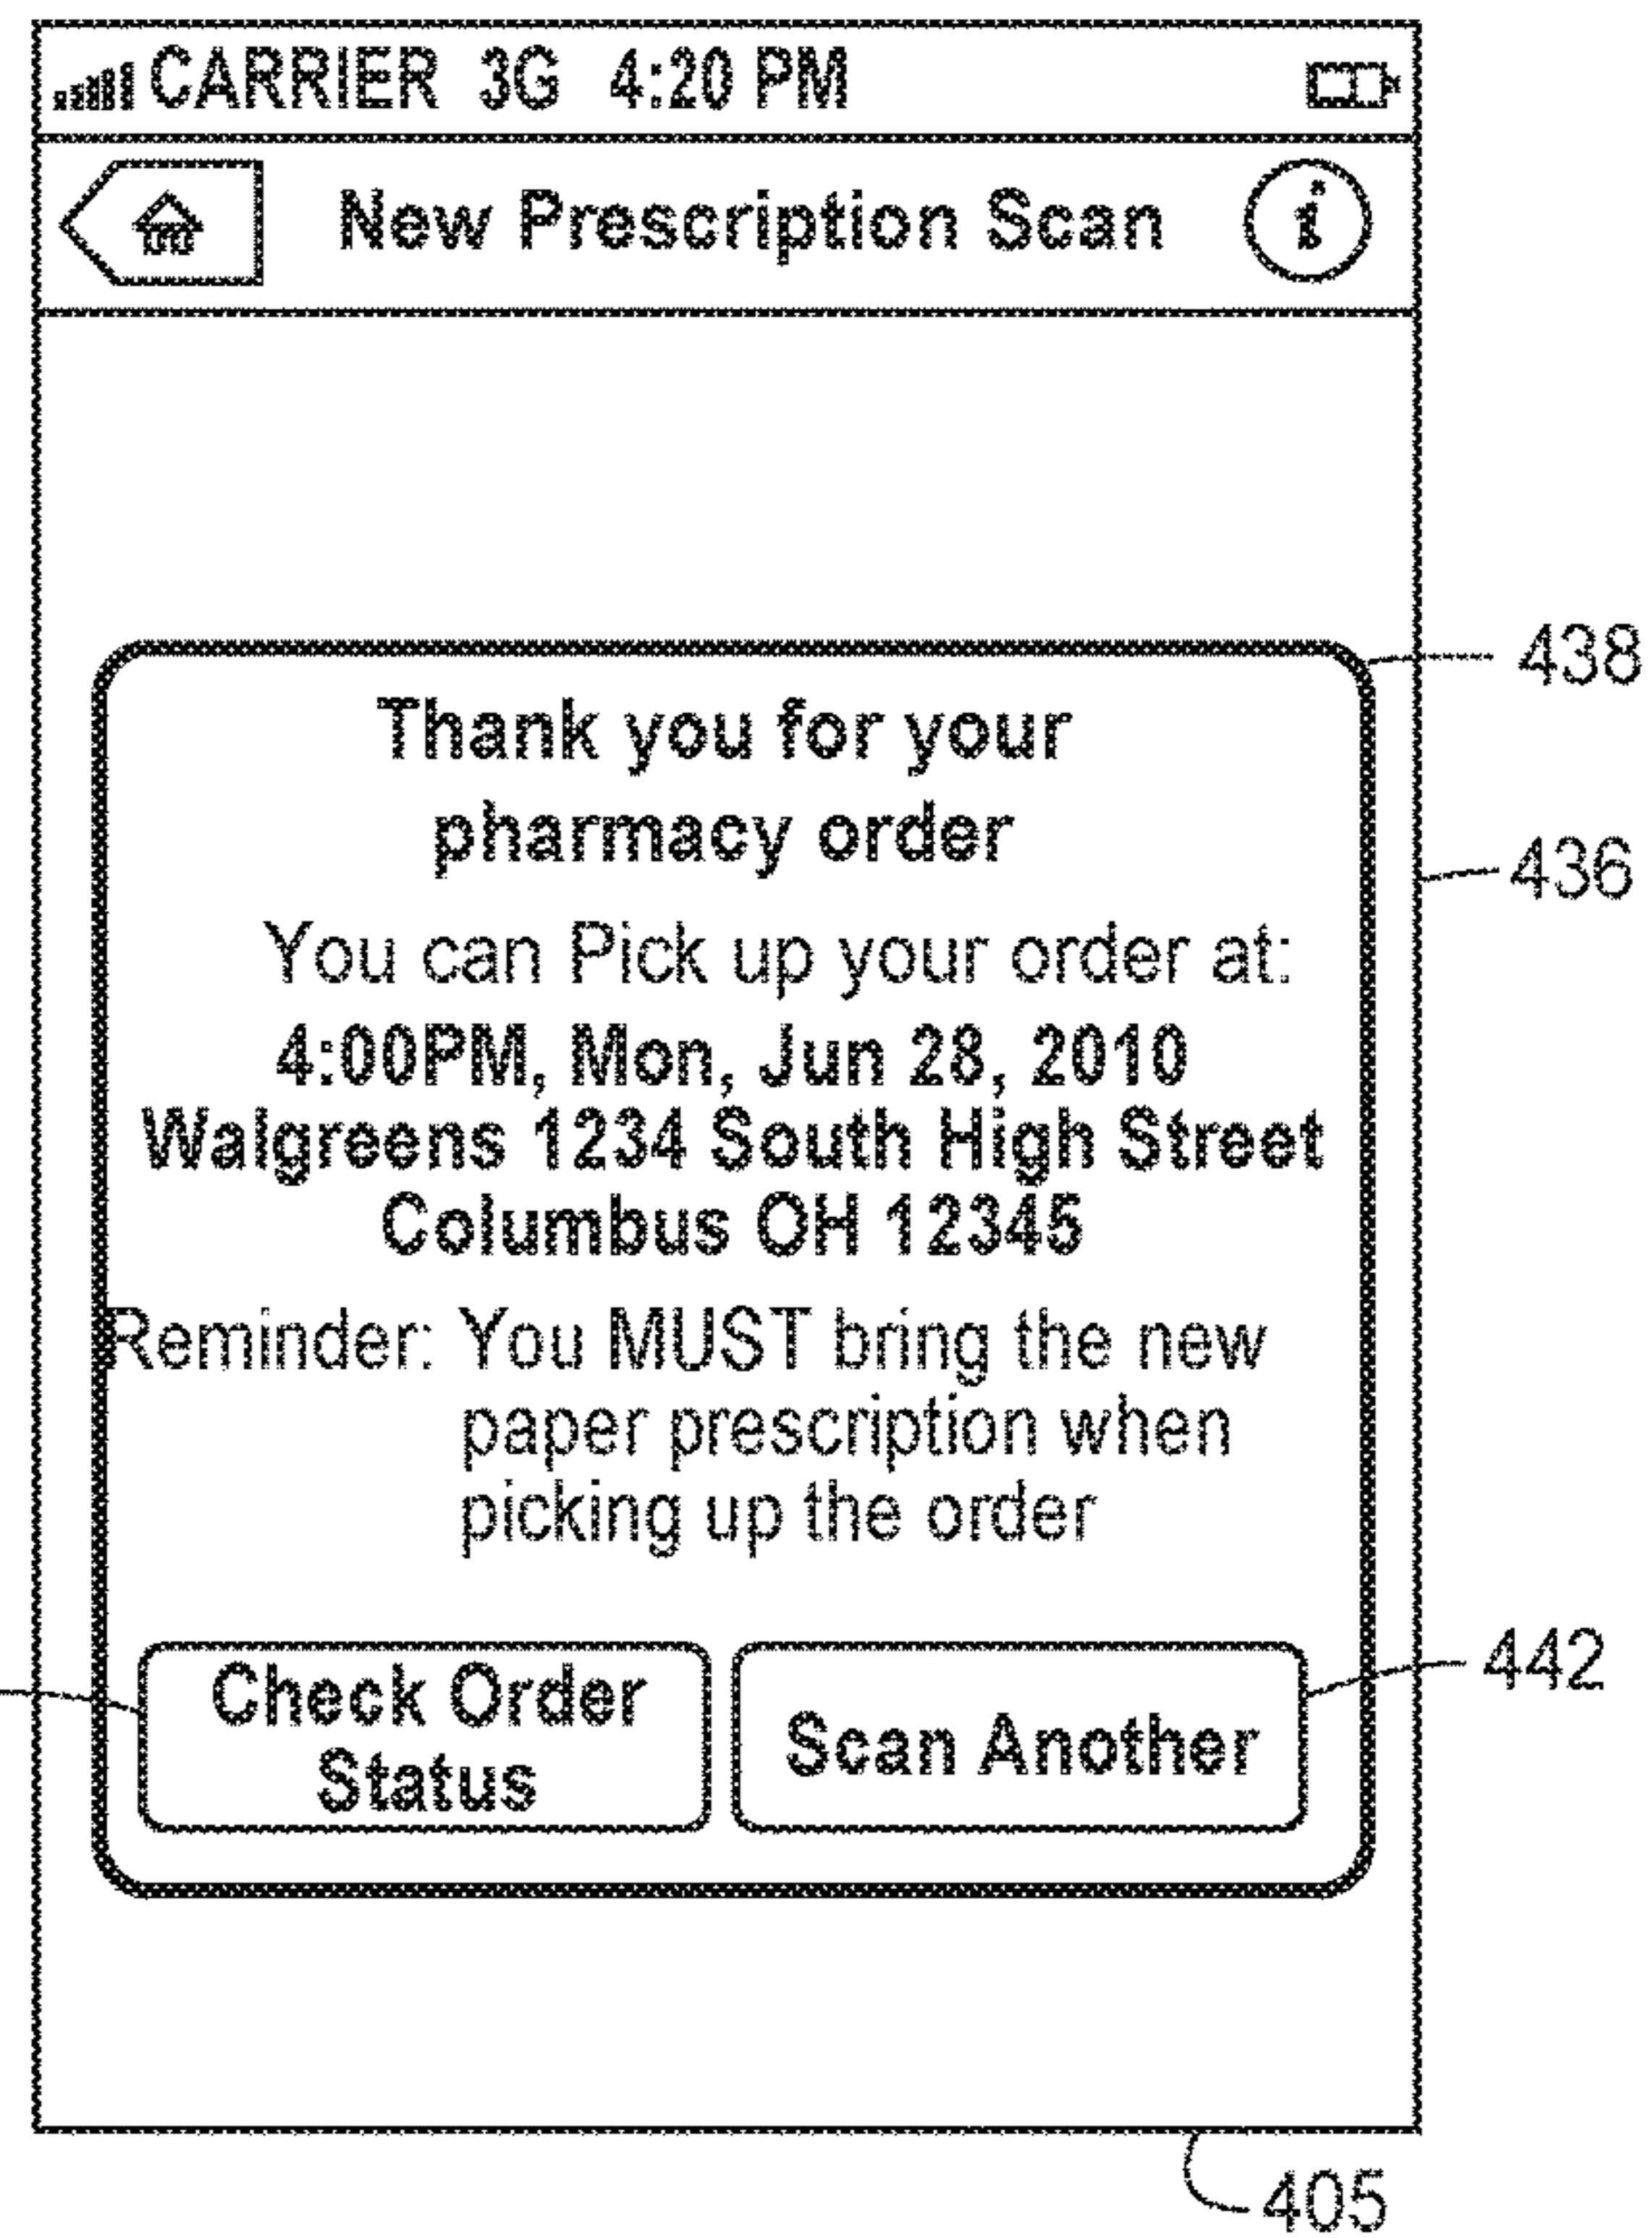 CARRIER 3G 4:20 PM
New Prescription Scan
i
438
Thank you for your
pharmacy order
436
You can Pick up your order at:
4:00PM, Mon, Jun 28, 2010
Walgreens 1234 South High Street
Columbus OH 12345
Reminder: You MUST bring the new
paper prescription when
picking up the order
442
Check Order
Status
Scan Another
405